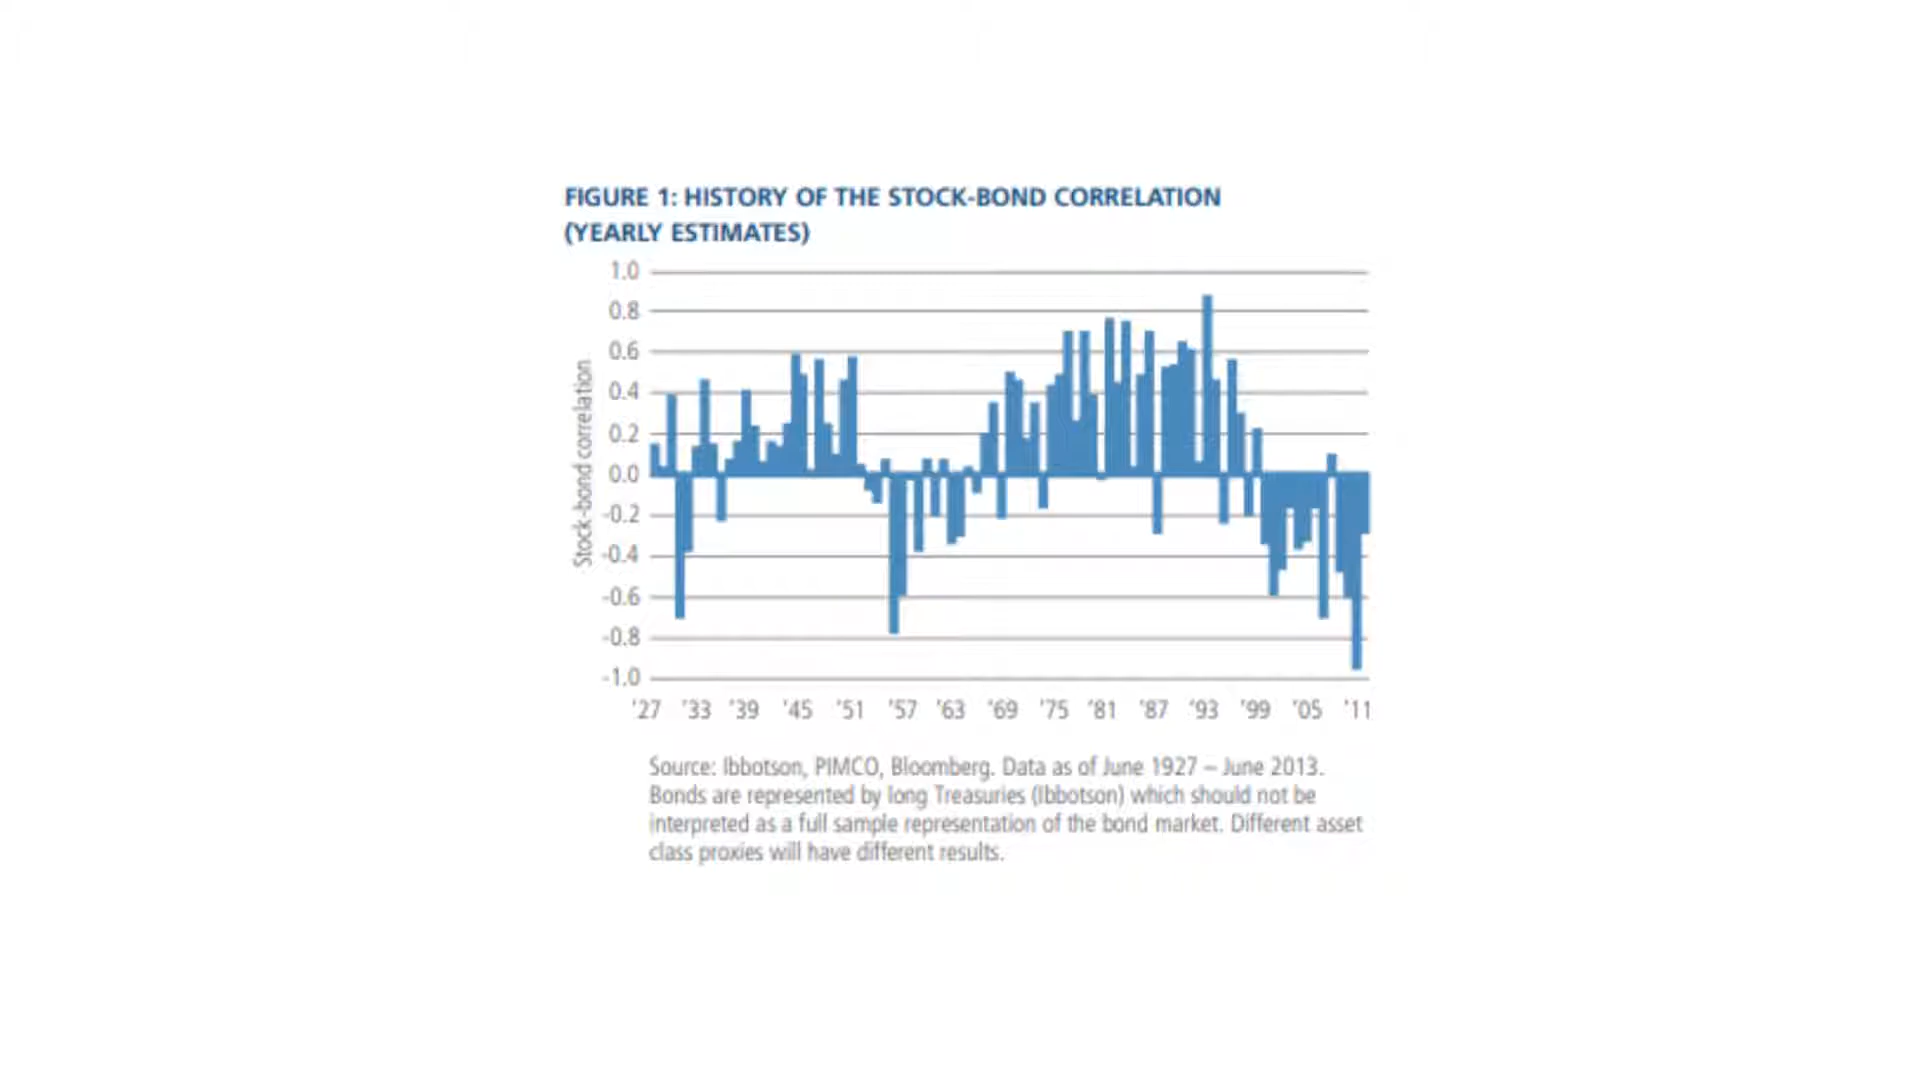 FIGURE 1: HISTORY OF THE STOCK-BOND CORRELATION
(YEARLY ESTIMATES)
Stock-bond correlation
1.0
0.8
0.6
0.4
0.2
0.0
-0.2
-0.4
-0.6
-0.8
-1.0
'27 '33 '39 '45 '51 '57 '63 '69 '75 '81 '87 '93 '99 '05 '11
Source: Ibbotson, PIMCO, Bloomberg. Data as of June 1927 – June 2013.
Bonds are represented by long Treasuries (Ibbotson) which should not be
interpreted as a full sample representation of the bond market. Different asset
class proxies will have different results.